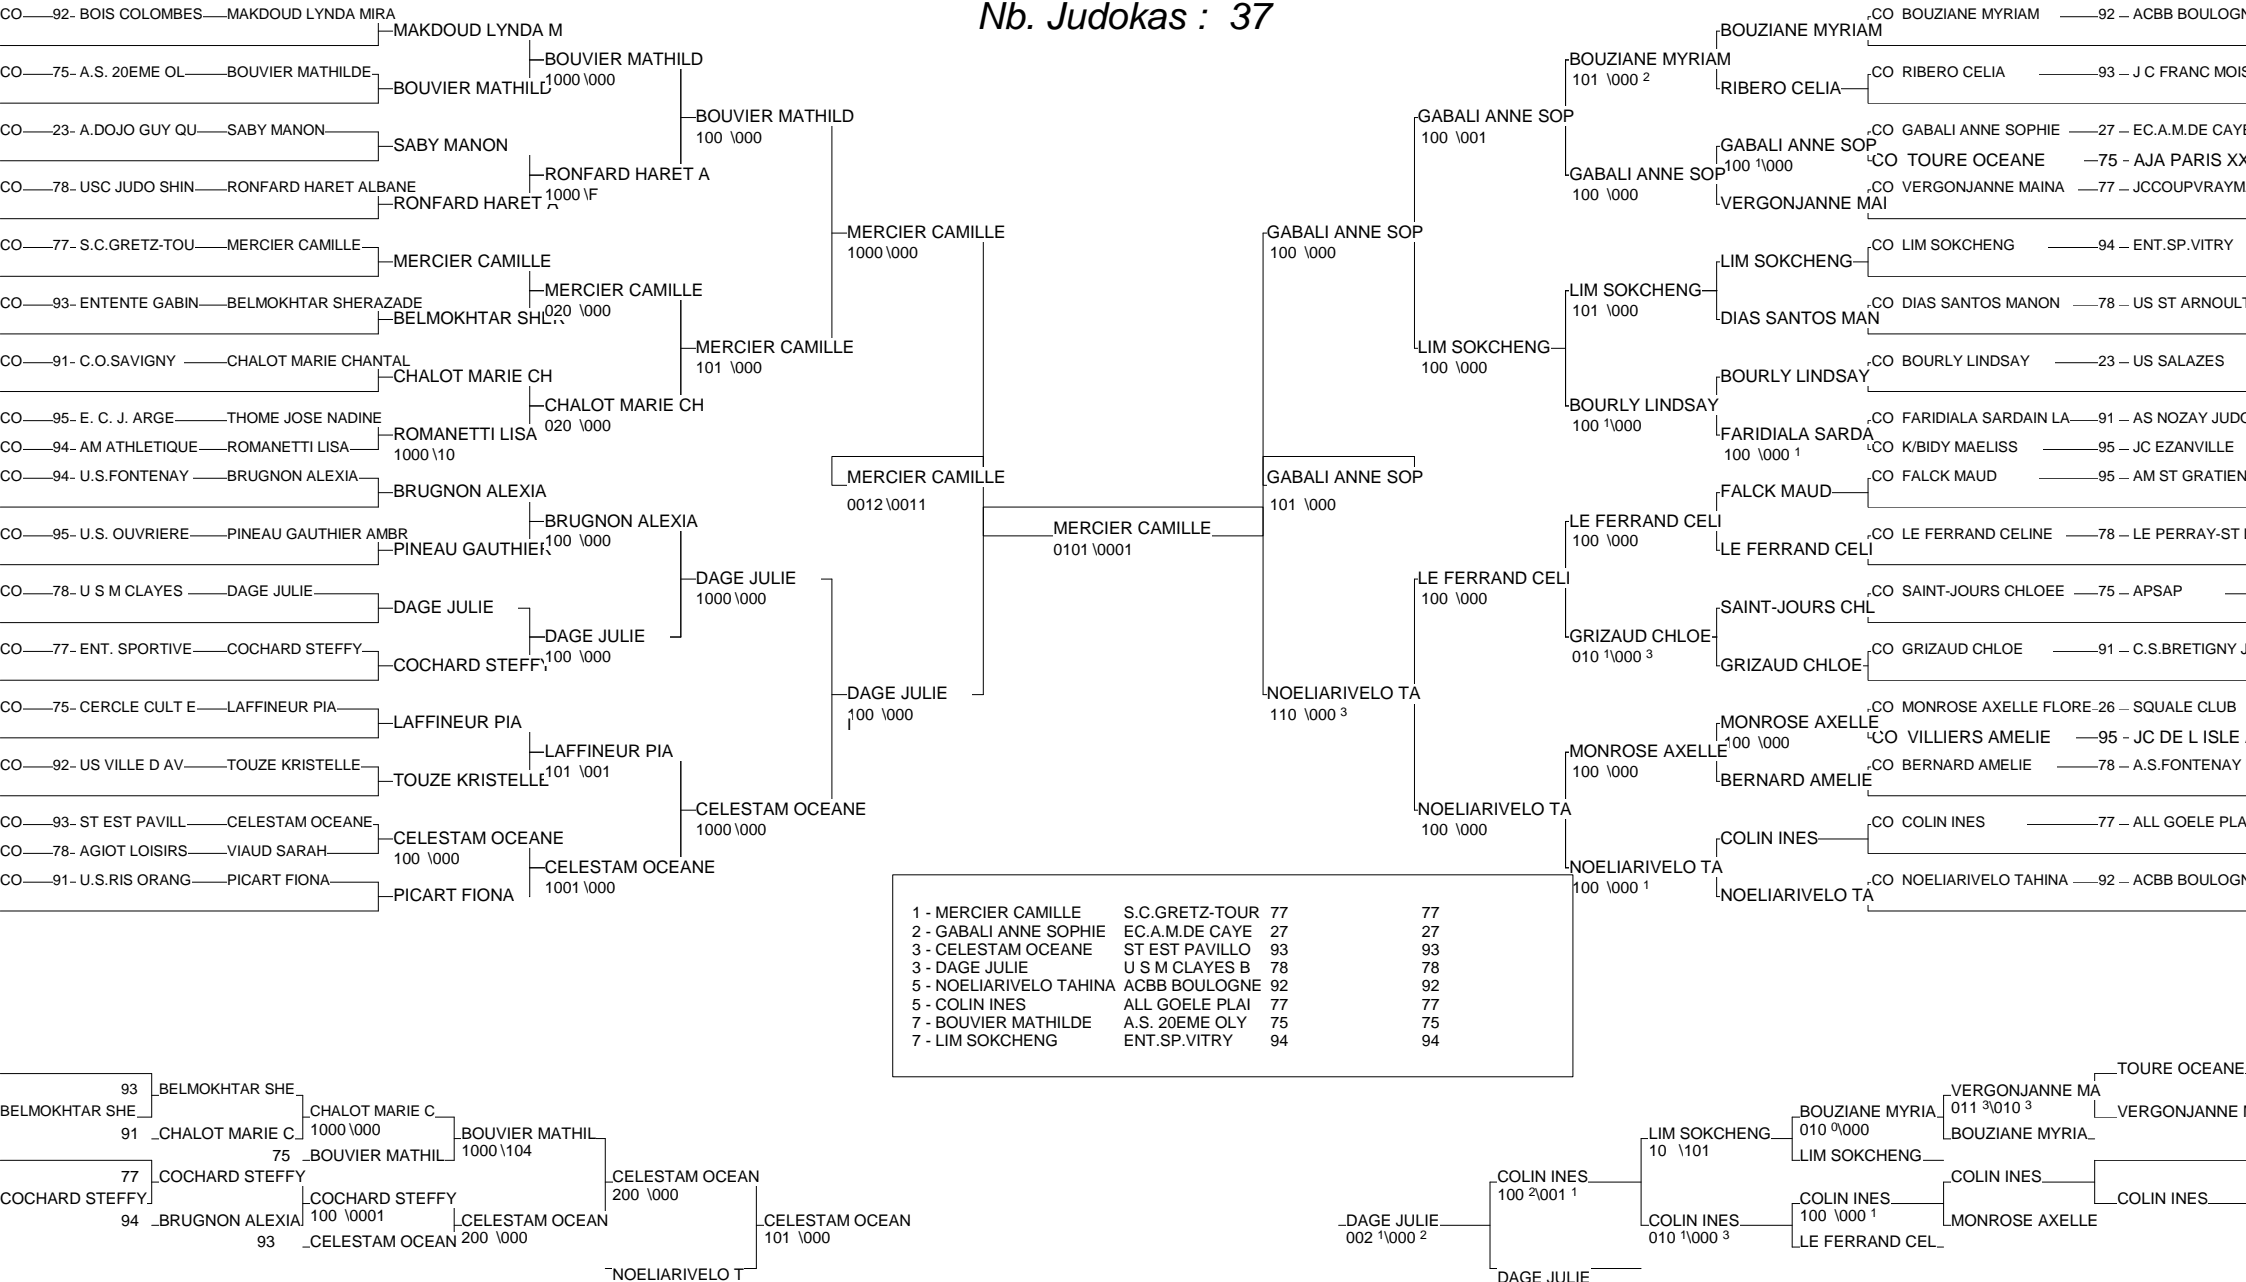 Nb. Judokas : 37
CO 92- BOIS COLOMBES MAKDOUD LYNDA MIRA
CO 75- A.S. 20EME OL BOUVIER MATHILDE
CO 23- A.DOJO GUY QU SABY MANON
CO 78- USC JUDO SHIN RONFARD HARET ALBANE
CO 77- S.C.GRETZ-TOU MERCIER CAMILLE
CO 93- ENTENTE GABIN BELMOKHTAR SHERAZADE
CO 91- C.O.SAVIGNY CHALOT MARIE CHANTAL
CO 95- E. C. J. ARGE THOME JOSE NADINE
CO 94- AM ATHLETIQUE ROMANETTI LISA
CO 94- U.S.FONTENAY BRUGNON ALEXIA
CO 95- U.S. OUVRIERE PINEAU GAUTHIER AMBR
CO 78- U S M CLAYES DAGE JULIE
CO 77- ENT. SPORTIVE COCHARD STEFFY
CO 75- CERCLE CULT E LAFFINEUR PIA
CO 92- US VILLE D AV TOUZE KRISTELLE
CO 93- ST EST PAVILL CELESTAM OCEANE
CO 78- AGIOT LOISIRS VIAUD SARAH
CO 91- U.S.RIS ORANG PICART FIONA
MAKDOUD LYNDA M
BOUVIER MATHILD
SABY MANON
RONFARD HARET A
MERCIER CAMILLE
BELMOKHTAR SHER
CHALOT MARIE CH
ROMANETTI LISA
1000 \10
BRUGNON ALEXIA
PINEAU GAUTHIER
DAGE JULIE
COCHARD STEFFY
LAFFINEUR PIA
TOUZE KRISTELLE
CELESTAM OCEANE
100 \000
PICART FIONA
BOUVIER MATHILD
1000 \000
RONFARD HARET A
1000 \F
MERCIER CAMILLE
020 \000
CHALOT MARIE CH
020 \000
BRUGNON ALEXIA
100 \000
DAGE JULIE
100 \000
LAFFINEUR PIA
101 \001
CELESTAM OCEANE
1001 \000
BOUVIER MATHILD
100 \000
MERCIER CAMILLE
101 \000
DAGE JULIE
1000 \000
CELESTAM OCEANE
1000 \000
MERCIER CAMILLE
1000 \000
MERCIER CAMILLE
0012 \0011
DAGE JULIE
100 \000
MERCIER CAMILLE
0101 \0001
GABALI ANNE SOP
100 \000
GABALI ANNE SOP
101 \000
NOELIARIVELO TA
110 \000 3
GABALI ANNE SOP
100 \001
LIM SOKCHENG
100 \000
LE FERRAND CELI
100 \000
NOELIARIVELO TA
100 \000
BOUZIANE MYRIAM
101 \000 2
GABALI ANNE SOP
100 \000
LIM SOKCHENG
101 \000
BOURLY LINDSAY
100 1\000
LE FERRAND CELI
100 \000
GRIZAUD CHLOE
010 1\000 3
MONROSE AXELLE
100 \000
NOELIARIVELO TA
100 \000 1
BOUZIANE MYRIAM
RIBERO CELIA
GABALI ANNE SOP
100 1\000
VERGONJANNE MAI
LIM SOKCHENG
DIAS SANTOS MAN
BOURLY LINDSAY
FARIDIALA SARDA
100 \000 1
FALCK MAUD
LE FERRAND CELI
SAINT-JOURS CHL
GRIZAUD CHLOE
MONROSE AXELLE
100 \000
BERNARD AMELIE
COLIN INES
NOELIARIVELO TA
CO BOUZIANE MYRIAM 92 – ACBB BOULOGN
CO RIBERO CELIA 93 – J C FRANC MOIS
CO GABALI ANNE SOPHIE 27 – EC.A.M.DE CAYE
CO TOURE OCEANE 75 - AJA PARIS XX
CO VERGONJANNE MAINA 77 – JCCOUPVRAYM
CO LIM SOKCHENG 94 – ENT.SP.VITRY
CO DIAS SANTOS MANON 78 – US ST ARNOULT
CO BOURLY LINDSAY 23 – US SALAZES
CO FARIDIALA SARDAIN LA 91 – AS NOZAY JUDO
CO K/BIDY MAELISS 95 – JC EZANVILLE
CO FALCK MAUD 95 – AM ST GRATIEN
CO LE FERRAND CELINE 78 – LE PERRAY-ST
CO SAINT-JOURS CHLOEE 75 – APSAP
CO GRIZAUD CHLOE 91 – C.S.BRETIGNY J
CO MONROSE AXELLE FLORE 26 – SQUALE CLUB
CO VILLIERS AMELIE 95 - JC DE L ISLE
CO BERNARD AMELIE 78 – A.S.FONTENAY
CO COLIN INES 77 – ALL GOELE PLA
CO NOELIARIVELO TAHINA 92 – ACBB BOULOGN
1 - MERCIER CAMILLE S.C.GRETZ-TOUR 77 77
2 - GABALI ANNE SOPHIE EC.A.M.DE CAYE 27 27
3 - CELESTAM OCEANE ST EST PAVILLO 93 93
3 - DAGE JULIE U S M CLAYES B 78 78
5 - NOELIARIVELO TAHINA ACBB BOULOGNE 92 92
5 - COLIN INES ALL GOELE PLAI 77 77
7 - BOUVIER MATHILDE A.S. 20EME OLY 75 75
7 - LIM SOKCHENG ENT.SP.VITRY 94 94
93 BELMOKHTAR SHE
BELMOKHTAR SHE
91 CHALOT MARIE C
CHALOT MARIE C
1000 \000
75 BOUVIER MATHIL
BOUVIER MATHIL
1000 \104
77 COCHARD STEFFY
COCHARD STEFFY
94 BRUGNON ALEXIA
COCHARD STEFFY
100 \0001
93 CELESTAM OCEAN
CELESTAM OCEAN
200 \000
CELESTAM OCEAN
200 \000
NOELIARIVELO T
CELESTAM OCEAN
101 \000
DAGE JULIE
002 1\000 2
COLIN INES
100 2\001 1
DAGE JULIE
LIM SOKCHENG
10 \101
COLIN INES
010 1\000 3
BOUZIANE MYRIA
010 0\000
LIM SOKCHENG
COLIN INES
100 \000 1
LE FERRAND CEL
VERGONJANNE MA
011 3\010 3
BOUZIANE MYRIA
COLIN INES
MONROSE AXELLE
TOURE OCEANE
VERGONJANNE
COLIN INES